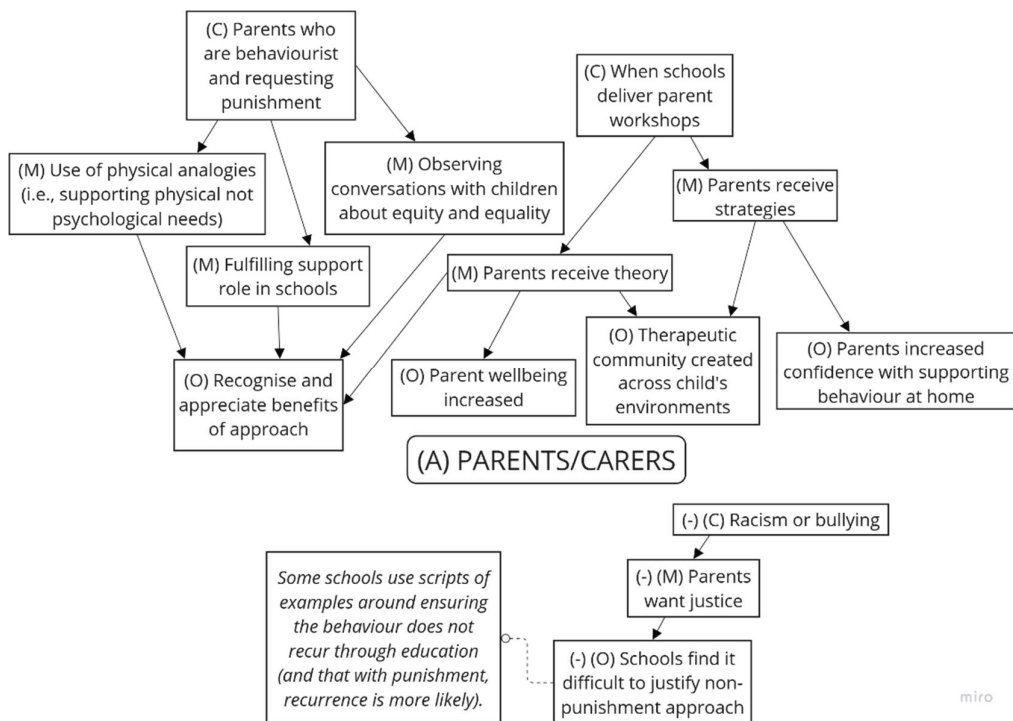 (C) Parents who
are behaviourist
and requesting
punishment
(C) When schools
deliver parent
workshops
(M) Use of physical analogies
(i.e., supporting physical not
psychological needs)
(M) Observing
conversations with children
about equity and equality
(M) Parents receive
strategies
(M) Fulfilling support
role in schools
(M) Parents receive theory
(O) Recognise and
appreciate benefits
of approach
(O) Parent wellbeing
increased
(O) Therapeutic
community created
across child's
environments
(O) Parents increased
confidence with supporting
behaviour at home
(A) PARENTS/CARERS
(-) (C) Racism or bullying
(-) (M) Parents
want justice
(-) (O) Schools find it
difficult to justify non-
punishment approach
Some schools use scripts of
examples around ensuring
the behaviour does not
recur through education
(and that with punishment,
recurrence is more likely).
miro